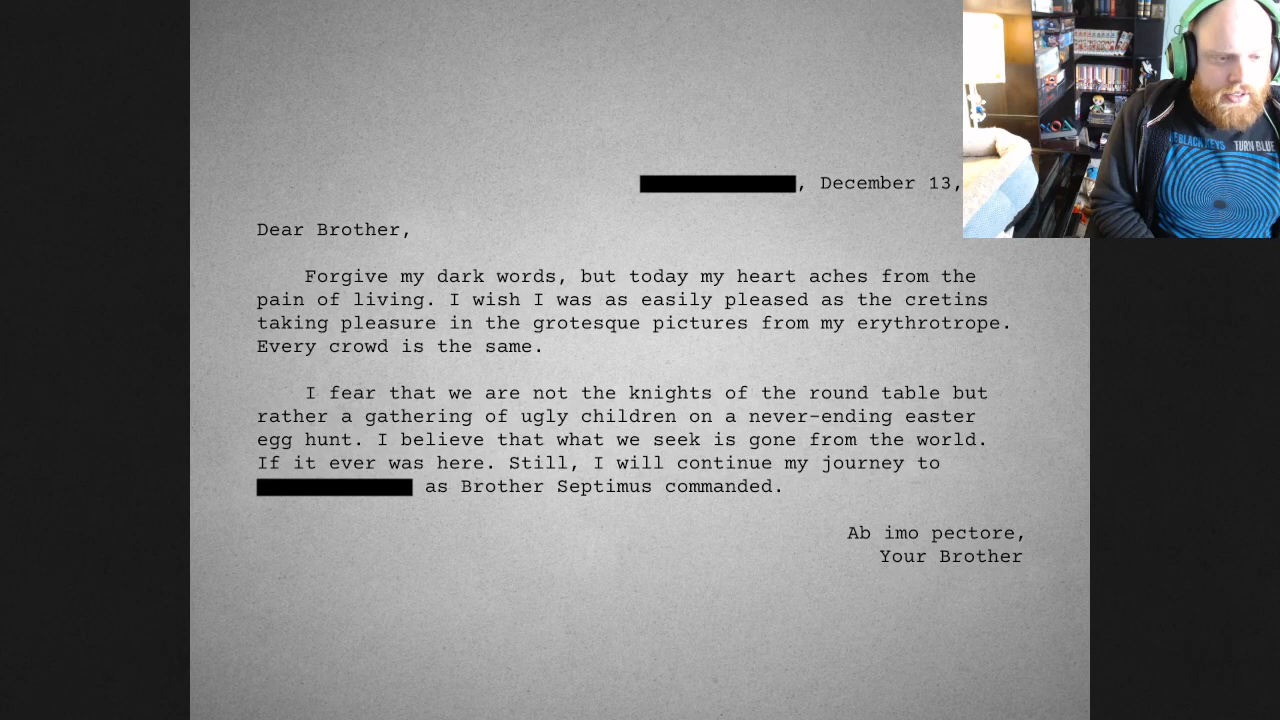 , December 13,
Dear Brother,
Forgive my dark words, but today my heart aches from the
pain of living. I wish I was as easily pleased as the cretins
taking pleasure in the grotesque pictures from my erythrotrope.
Every crowd is the same.
I fear that we are not the knights of the round table but
rather a gathering of ugly children on a never-ending easter
egg hunt. I believe that what we seek is gone from the world.
If it ever was here. Still, I will continue my journey to
as Brother Septimus commanded.
Ab imo pectore,
Your Brother
BLACK KEYS TURN BLUE